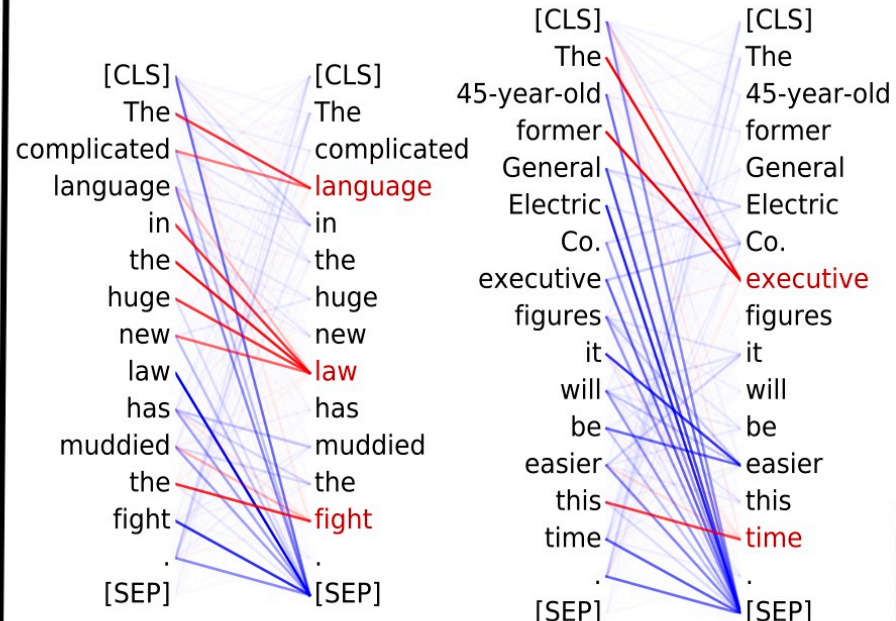 [CLS] [CLS]
The The
complicated complicated
language language
in in
the the
huge huge
new new
law law
has has
muddied muddied
the the
fight fight
. .
[SEP] [SEP]
[CLS] [CLS]
The The
45-year-old 45-year-old
former former
General General
Electric Electric
Co. Co.
executive executive
figures figures
it it
will will
be be
easier easier
this this
time time
. .
[SEP] [SEP]